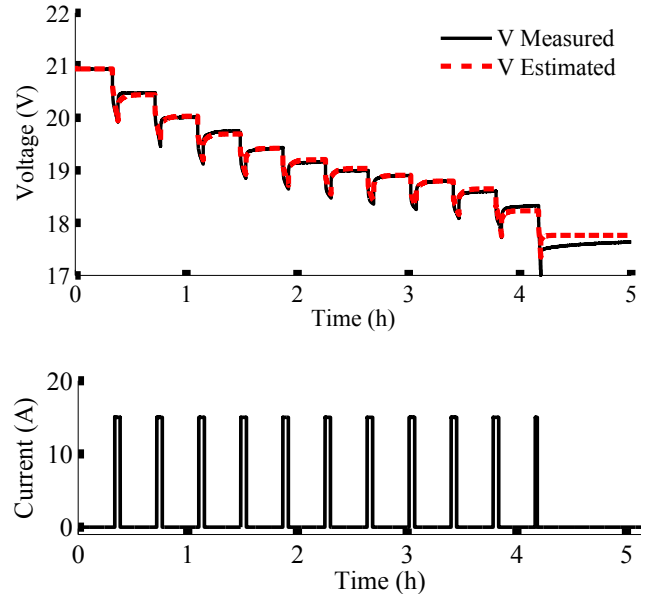 22
V Measured
21
V Estimated
20
Voltage (V)
19
18
17
0 1 2 3 4 5
Time (h)
20
Current (A)
10
0
0 1 2 3 4 5
Time (h)